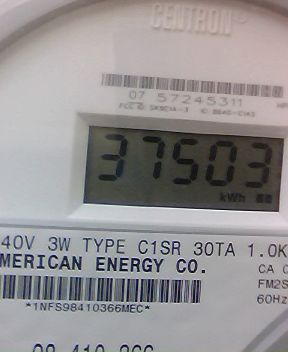 CENTRON®
07 57245311
37503
kWh
40V 3W TYPE C1SR 30TA 1.0K
MERICAN ENERGY CO.
CA 0
FM2S
60Hz
*1NFS98410366MEC*